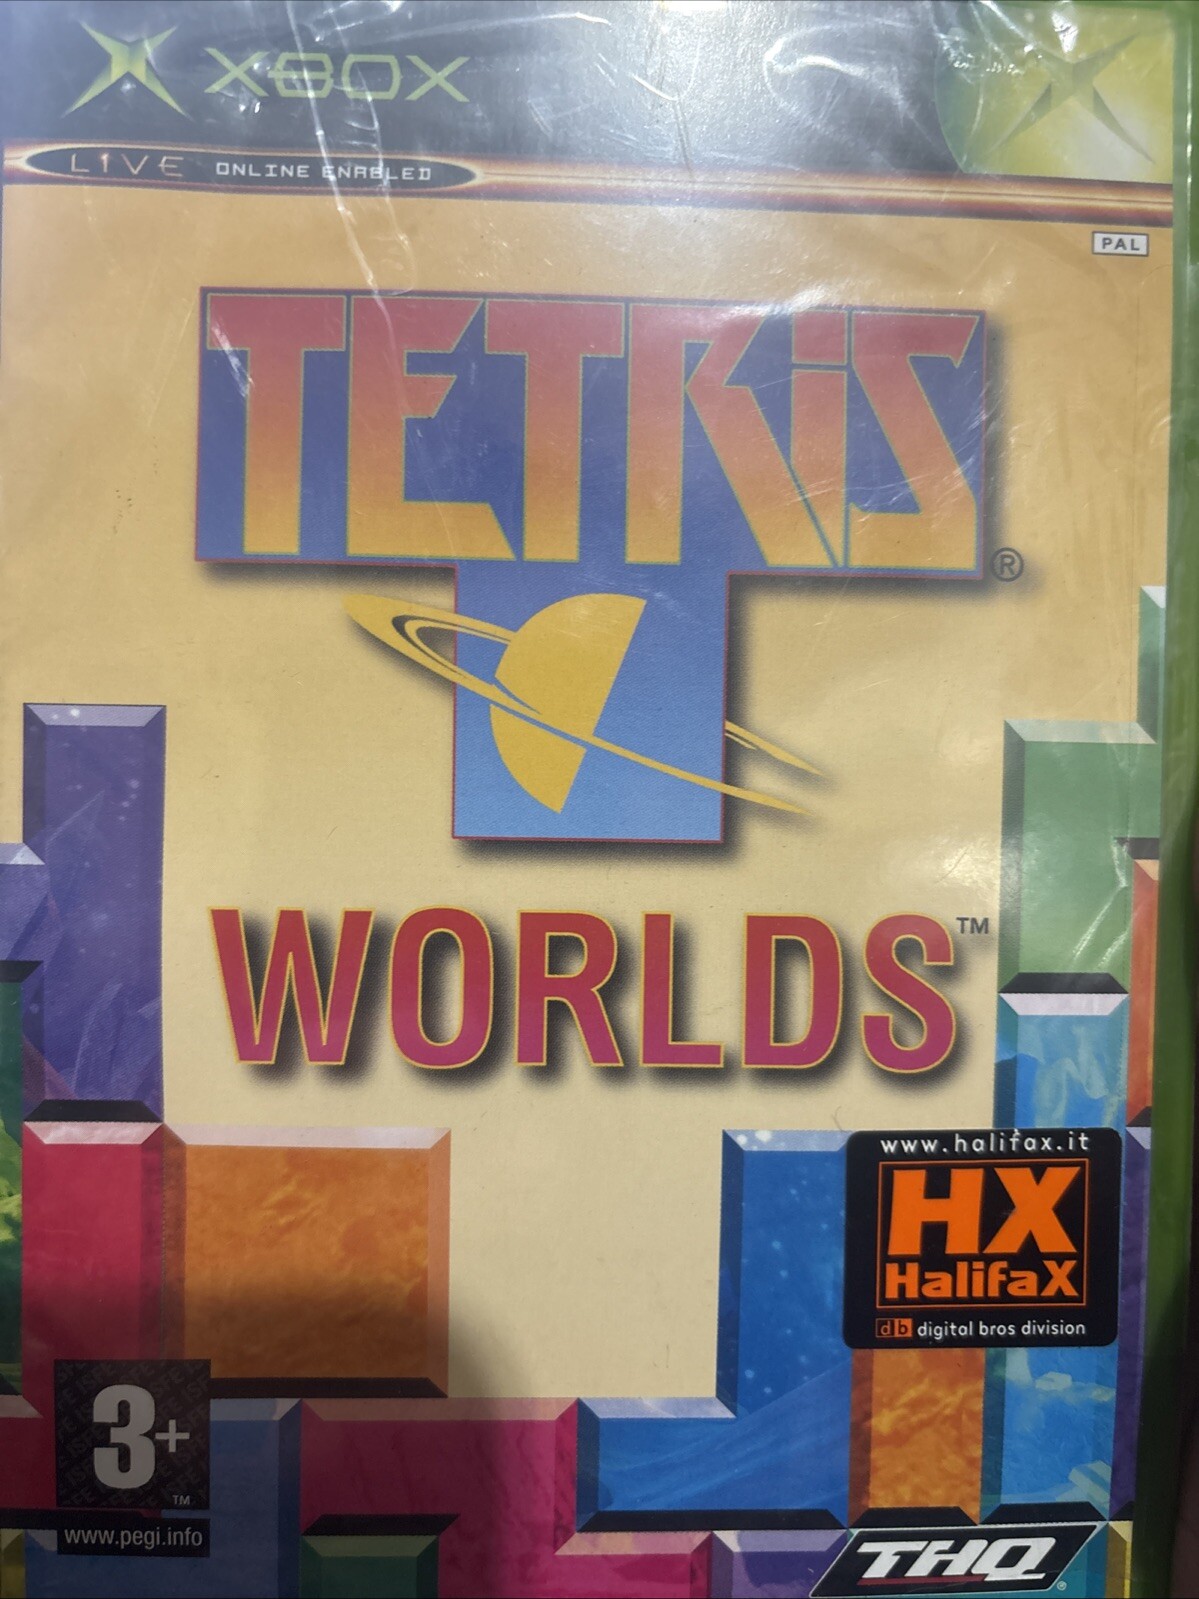 XBOX
LIVE ONLINE ENABLED
PAL
TETRiS®
WORLDS™
www.halifax.it
HX
HalifaX
db digital bros division
3+
™
www.pegi.info
THQ®